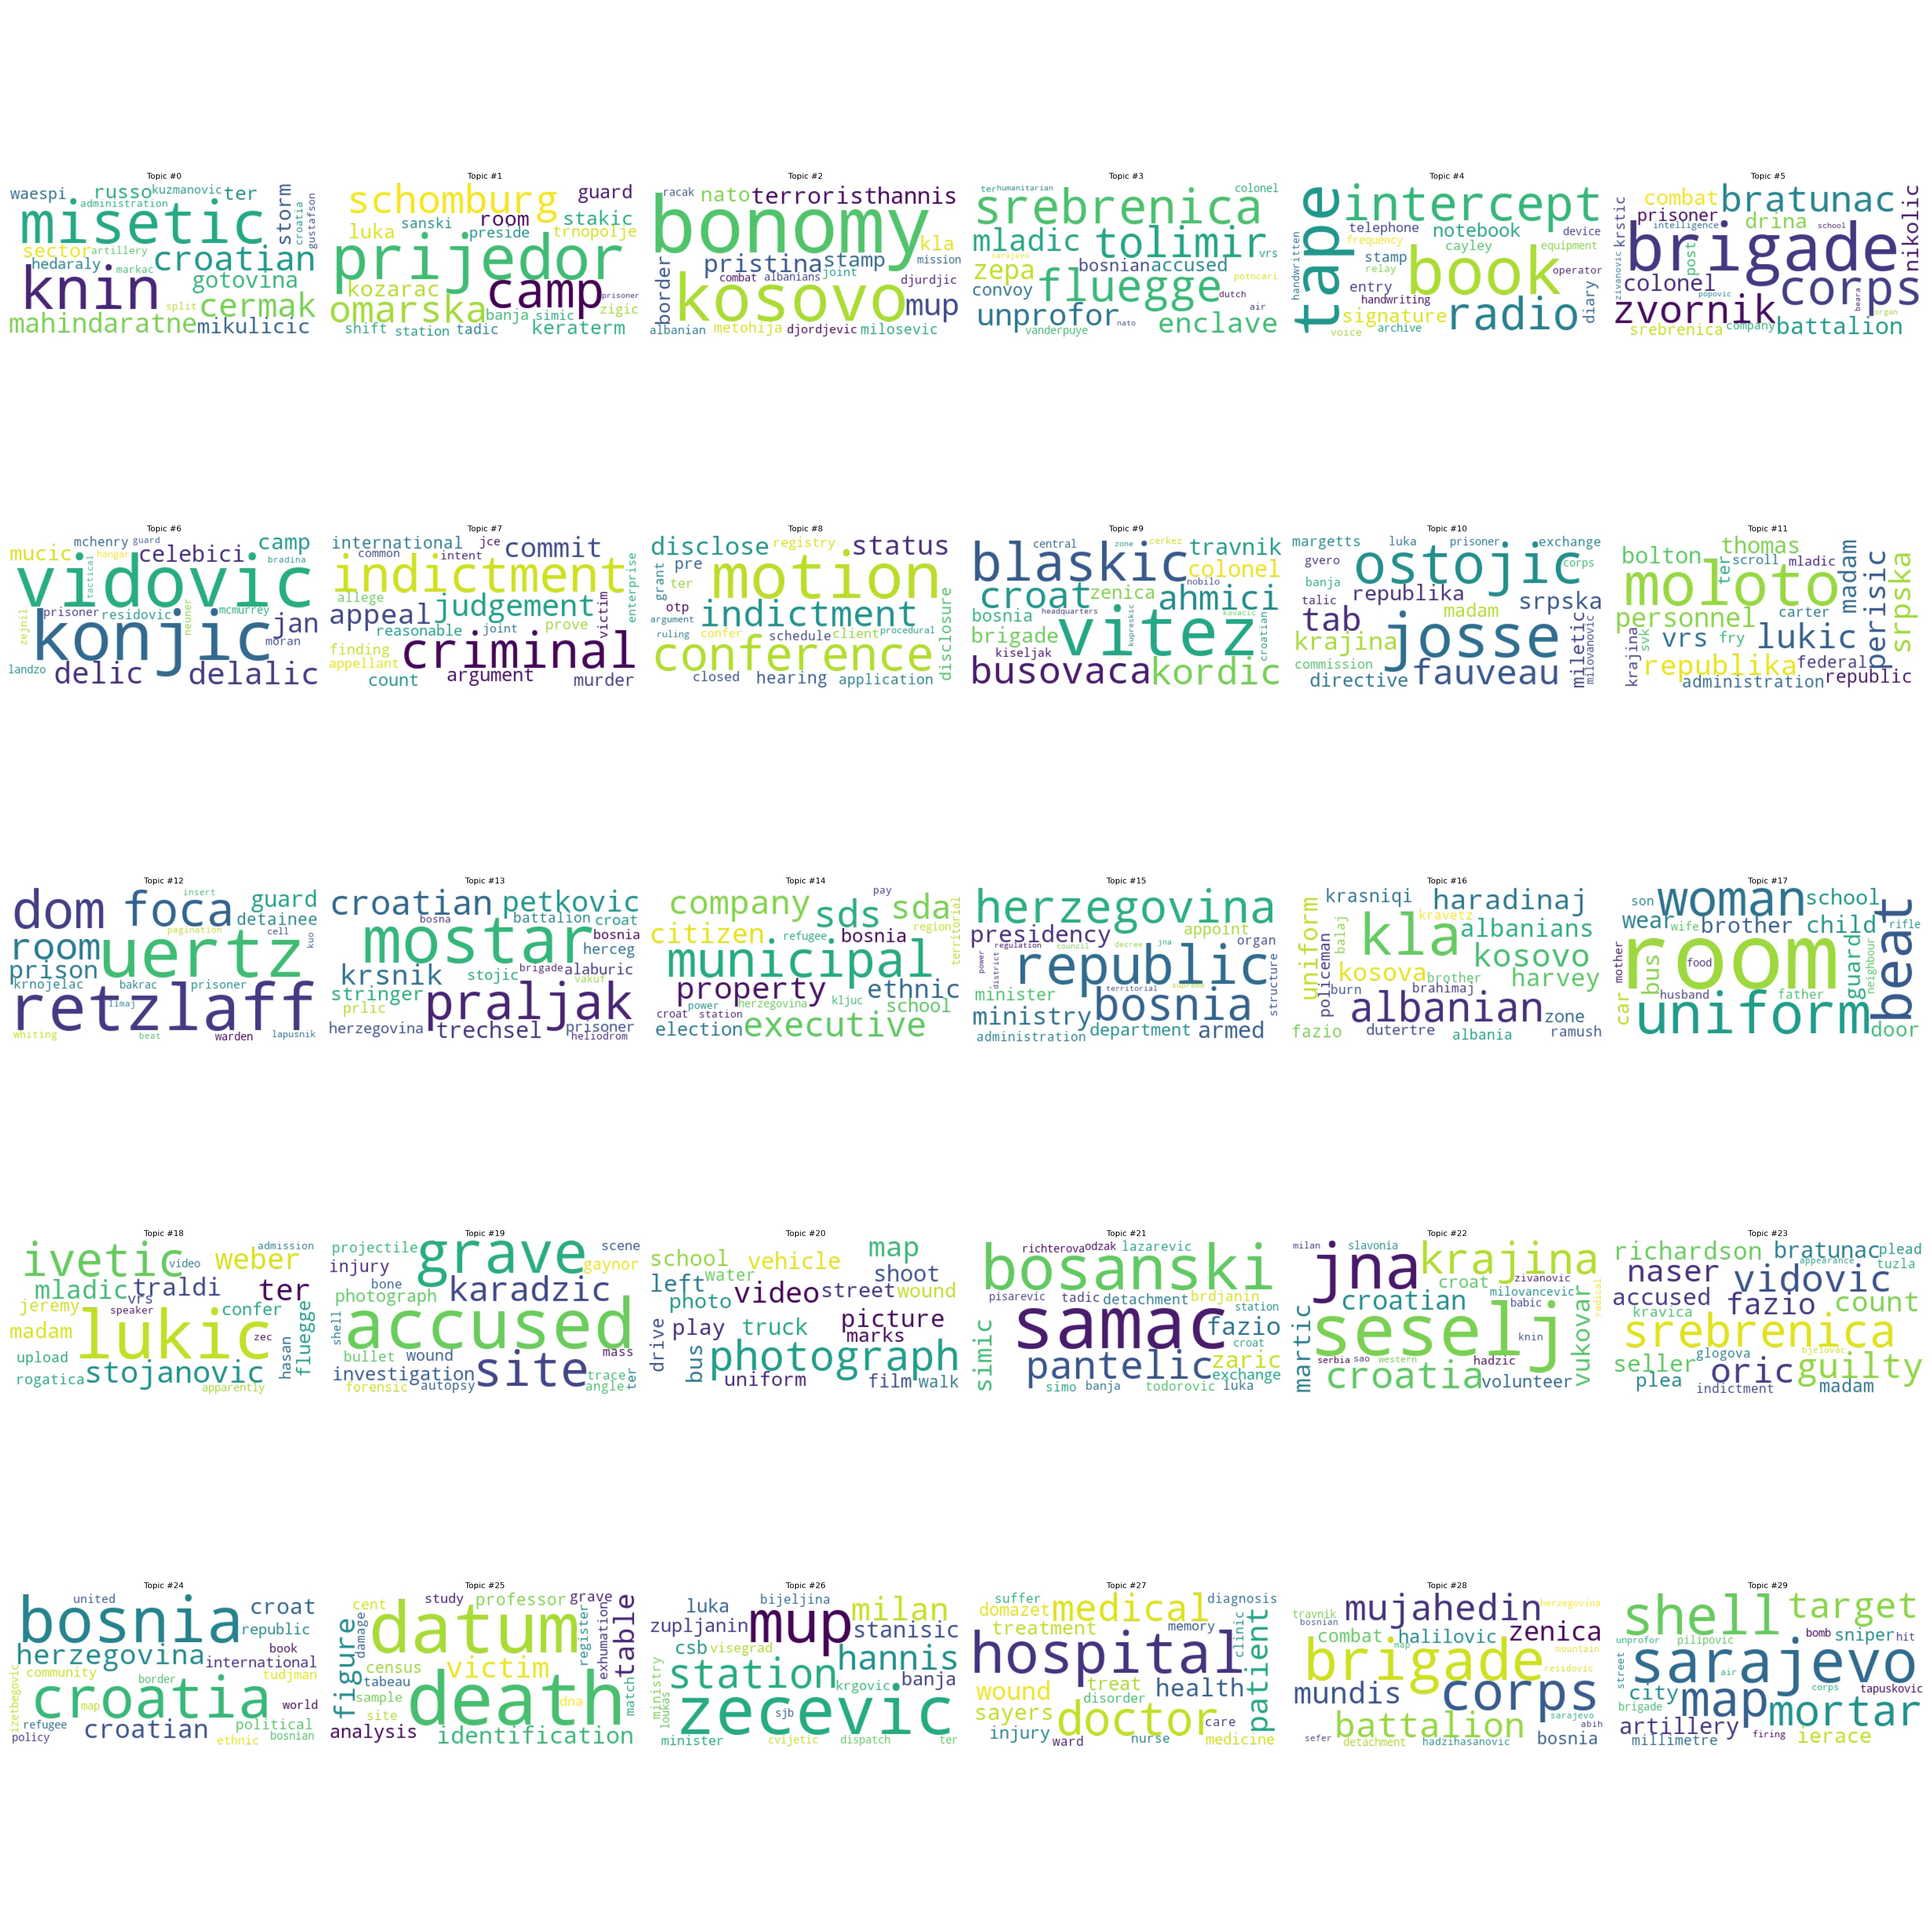 Topic #0
waespi russo kuzmanovic ter
administration
misetic storm croatia gustafson
sector artillery croatian
hedaraly markac gotovina
knin split cermak
mahindaratne mikulicic
Topic #1
schomburg guard
luka sanski room preside stakic trnopolje
prijedor
kozarac camp prisoner
omarska banja simic zigic
shift station tadic keraterm
Topic #2
racak nato terroristhannis
bonomy
border pristina stamp kla mission
combat albanians joint djurdjic
kosovo mup
albanian metohija djordjevic milosevic
Topic #3
ter humanitarian colonel
srebrenica
mladic tolimir vrs
sarajevo zepa bosnian accused potocari
convoy fluegge dutch air
unprofor nato enclave
vanderpuye
Topic #4
tape intercept
handwritten telephone notebook device
frequency cayley equipment
stamp relay book operator
entry handwriting diary
signature radio
voice archive
Topic #5
combat bratunac nikolic
prisoner drina
intelligence school
krstic post brigade
zivanovic colonel popovic corps
zvornik beara organ
srebrenica company battalion
Topic #6
mchenry guard camp
mucic hangar celebici bradina
vidovic
tactical
prisoner residovic mcmurrey jan
zejnil konjic neuner moran
landzo delic delalic
Topic #7
international jce commit
common intent
indictment enterprise
allege appeal judgement victim
reasonable joint prove
finding criminal
appellant count argument murder
Topic #8
disclose registry status
grant pre motion
ter
otp indictment disclosure
argument
ruling confer schedule client procedural
conference
closed hearing application
Topic #9
central zone cerkez travnik
blaskic colonel
nobilo
croat zenica ahmici
bosnia headquarters kovacic
brigade vitez kupreskic croatian
kiseljak
busovaca kordic
Topic #10
margetts luka prisoner exchange
gvero ostojic corps
banja republika
talic tab madam srpska
krajina josse miletic milovanovic
commission
directive fauveau
Topic #11
bolton thomas madam
ter scroll mladic
moloto perisic
personnel carter srpska
svk vrs fry lukic
krajina republika federal
administration republic
Topic #12
insert guard
dom foca detainee
pagination cell kuo
room uertz
prison
krnojelac bakrac prisoner
retzlaff limaj
whiting beat warden lapusnik
Topic #13
croatian petkovic
bosna battalion croat
mostar bosnia
herceg
krsnik stojic brigade alaburic
stringer vakuf
prlic praljak
herzegovina trechsel prisoner
heliodrom
Topic #14
pay territorial
company sds sda
citizen refugee bosnia region
municipal
property ethnic
power herzegovina kljuc
croat station school
election executive
Topic #15
herzegovina
presidency appoint
regulation council decree jna organ
power district republic structure
minister territorial supreme
ministry bosnia
department armed
administration
Topic #16
krasniqi haradinaj
uniform balaj kravetz
policeman kla albanians
kosova kosovo
burn brother harvey
brahimaj
albanian zone
fazio dutertre albania ramush
Topic #17
son woman school
wear wife brother child rifle
mother room guard neighbour beat
food
car bus husband father
uniform door
Topic #18
admission
ivetic video weber
mladic traldi ter
vrs
jeremy speaker confer
madam lukic zec fluegge
upload hasan
rogatica stojanovic
apparently
Topic #19
projectile grave scene
injury gaynor
bone karadzic
photograph
shell accused
bullet wound mass
investigation site trace ter
forensic autopsy angle
Topic #20
school vehicle map
left water shoot
photo video street wound
drive play truck picture
marks
bus photograph
uniform film walk
Topic #21
richterova odzak lazarevic
bosanski
pisarevic tadic detachment brdjanin
station
simic samac fazio
croat
pantelic zaric
exchange
simo banja todorovic luka
Topic #22
milan slavonia
jna krajina radical
croat zivanovic
martic croatian milovancevic
babic vukovar
seselj knin
serbia sao western hadzic
croatia volunteer
Topic #23
richardson bratunac plead
appearance tuzla
naser vidovic
accused fazio count
kravica
srebrenica
glogova bjelovac
seller oric guilty
plea indictment madam
Topic #24
united
bosnia croat
republic
herzegovina book
international
community border tudjman
izetbegovic croatia
map world
refugee croatian political
policy ethnic bosnian
Topic #25
study professor grave
cent damage datum register exhumation
figure census victim table
tabeau
sample dna match
site death
analysis identification
Topic #26
luka bijeljina milan
zupljanin mup stanisic
csb visegrad
station hannis
ministry krgovic banja
loukas zecevic
sjb
minister cvijetic dispatch ter
Topic #27
suffer medical diagnosis
domazet
treatment memory clinic
hospital patient
wound treat health
disorder
sayers doctor care
injury ward nurse medicine
Topic #28
mujahedin herzegovina
travnik
bosnian combat halilovic zenica
map mountain
brigade residovic
mundis corps
battalion sarajevo
abih
sefer detachment hadzihasanovic bosnia
Topic #29
shell target
unprofor pilipovic bomb sniper hit
street sarajevo
air
city map corps tapuskovic
brigade mortar
artillery
millimetre firing ierace